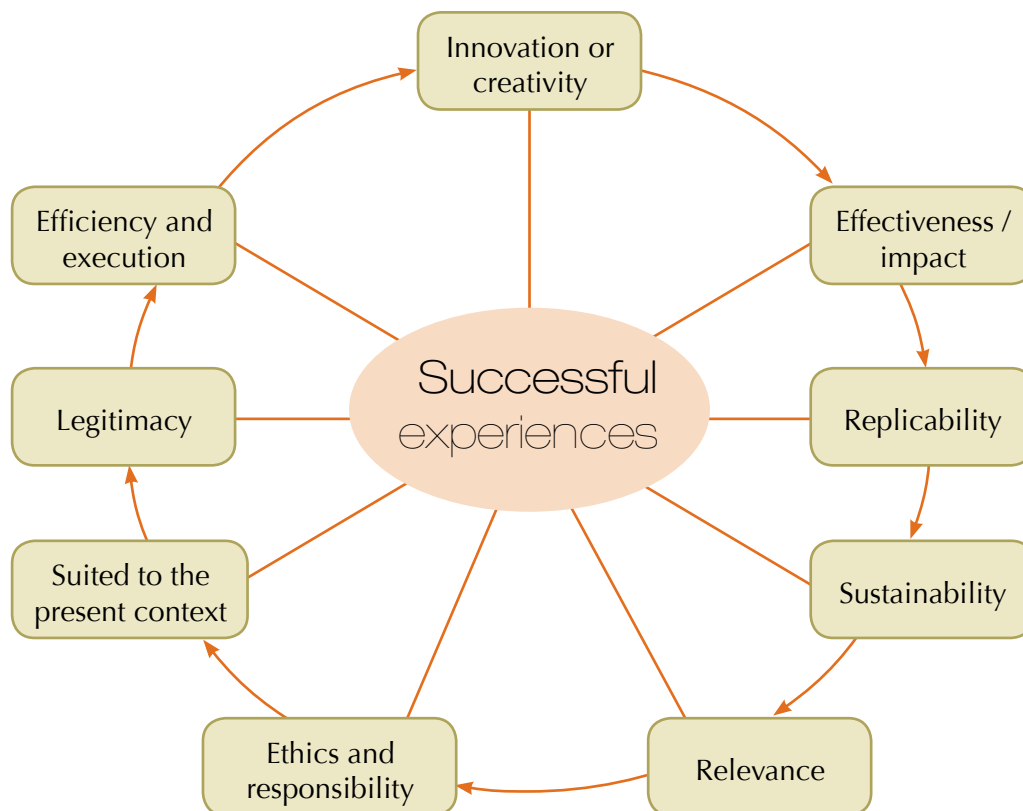 Innovation or
creativity
Effectiveness /
impact
Replicability
Sustainability
Relevance
Ethics and
responsibility
Suited to the
present context
Legitimacy
Efficiency and
execution
Successful
experiences